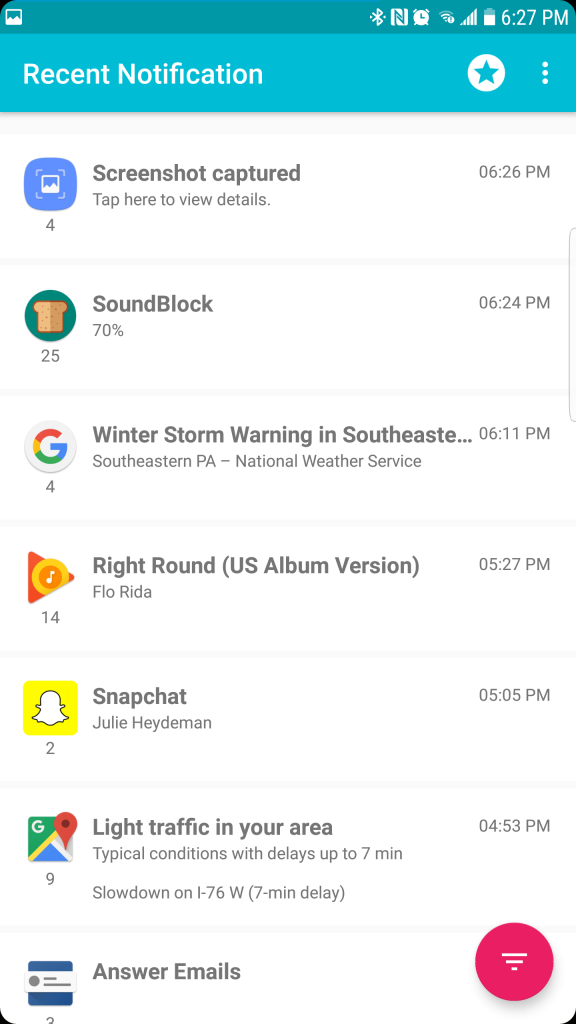 6:27 PM
Recent Notification
Screenshot captured
06:26 PM
Tap here to view details.
4
SoundBlock
06:24 PM
70%
25
Winter Storm Warning in Southeaste...
06:11 PM
Southeastern PA – National Weather Service
4
Right Round (US Album Version)
05:27 PM
Flo Rida
14
Snapchat
05:05 PM
Julie Heydeman
2
G
Light traffic in your area
04:53 PM
Typical conditions with delays up to 7 min
9
Slowdown on I-76 W (7-min delay)
Answer Emails